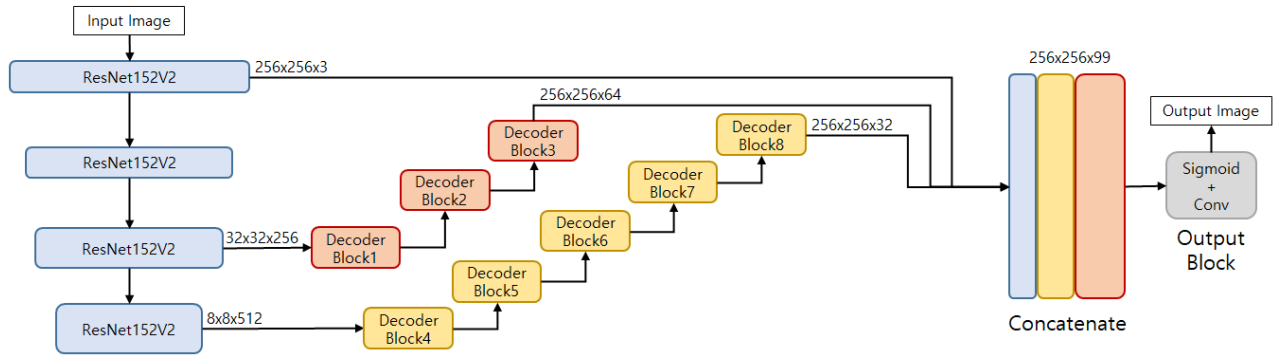 Input Image
ResNet152V2
256x256x3
256x256x99
256x256x64
Decoder
Block3
Decoder
Block8
256x256x32
Output Image
ResNet152V2
Decoder
Block2
Decoder
Block7
Sigmoid
+
Conv
ResNet152V2
32x32x256
Decoder
Block1
Decoder
Block6
Output
Block
Decoder
Block5
ResNet152V2
8x8x512
Decoder
Block4
Concatenate